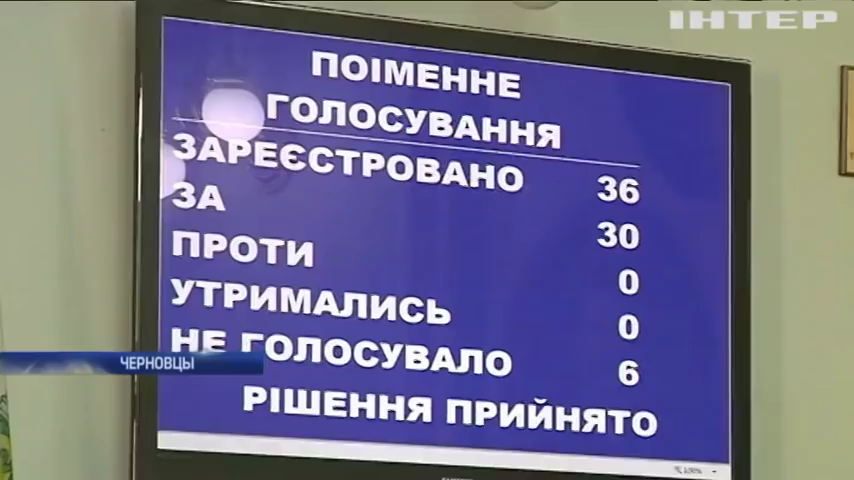 ІНТЕР
ПОІМЕННЕ
ГОЛОСУВАННЯ
ЗАРЕЄСТРОВАНО 36
ЗА 30
ПРОТИ 0
УТРИМАЛИСЬ 0
НЕ ГОЛОСУВАЛО 6
РІШЕННЯ ПРИЙНЯТО
ЧЕРНОВЦЫ